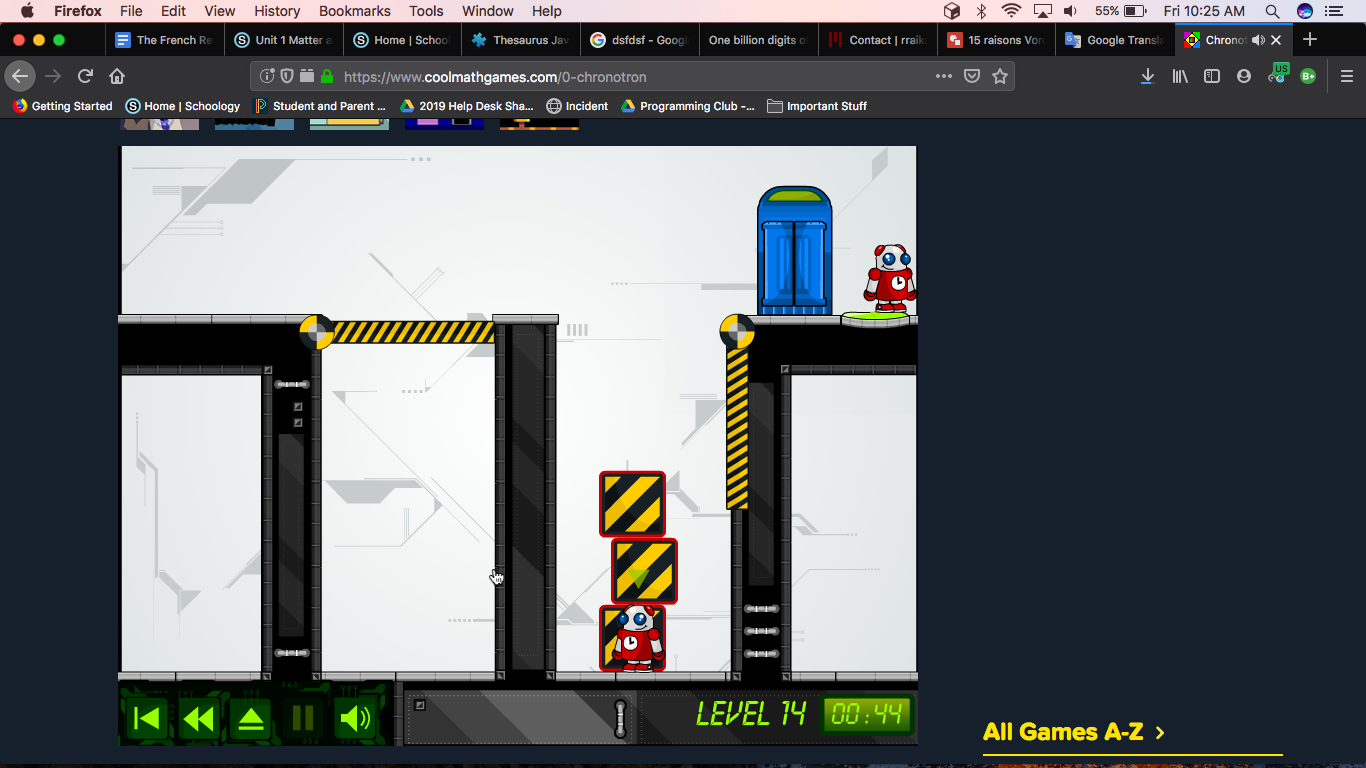 Firefox File Edit View History Bookmarks Tools Window Help 55% Fri 10:25 AM
The French Re
Unit 1 Matter a
Home | Schoo
Thesaurus Jav
dsfdsf - Googl
One billion digits o
Contact | rraik
15 raisons Vor
Google Transla
Chronot
https://www.coolmathgames.com/0-chronotron US B+
Getting Started Home | Schoology Student and Parent ... 2019 Help Desk Sha... Incident Programming Club -... Important Stuff
LEVEL 14 00:44
All Games A-Z >